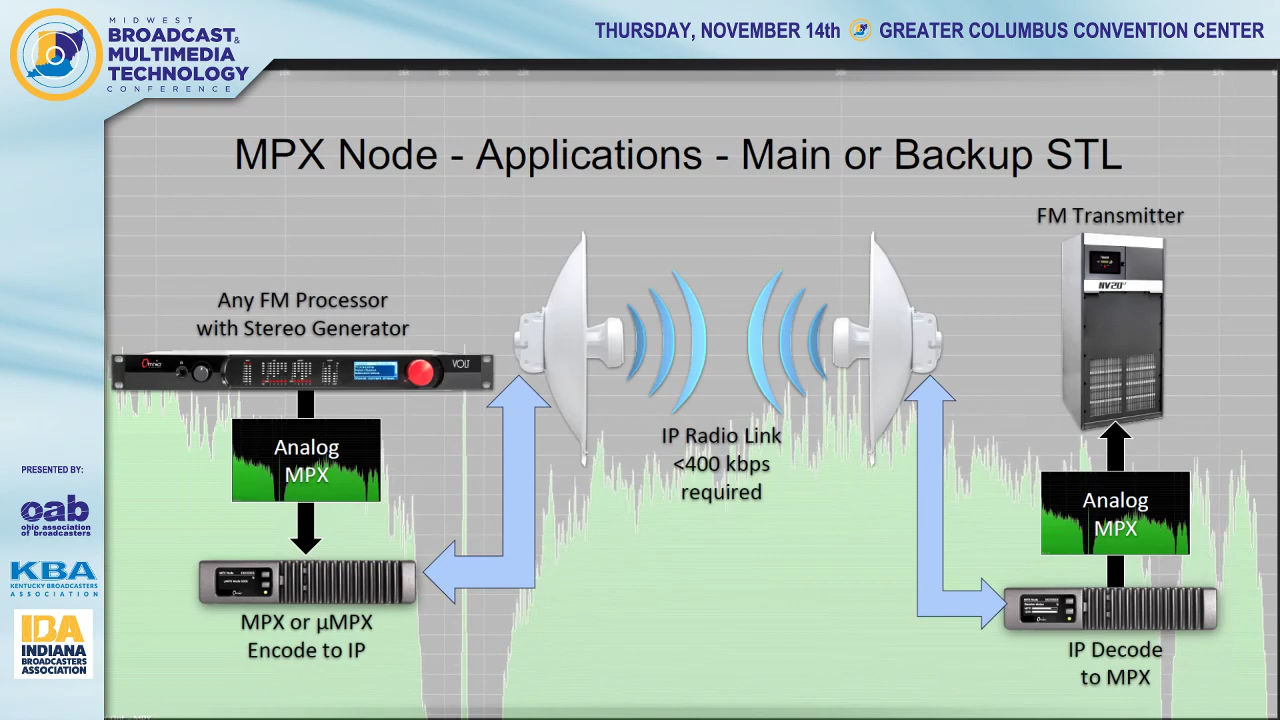 MIDWEST
BROADCAST &
MULTIMEDIA
TECHNOLOGY
CONFERENCE
THURSDAY, NOVEMBER 14th GREATER COLUMBUS CONVENTION CENTER
MPX Node - Applications - Main or Backup STL
FM Transmitter
NV20
Any FM Processor
with Stereo Generator
Omnia
VOLT
Analog
MPX
IP Radio Link
<400 kbps
required
Analog
MPX
MPX or µMPX
Encode to IP
IP Decode
to MPX
PRESENTED BY:
oab
ohio association
of broadcasters
KBA
KENTUCKY BROADCASTERS
ASSOCIATION
IBA
INDIANA
BROADCASTERS
ASSOCIATION